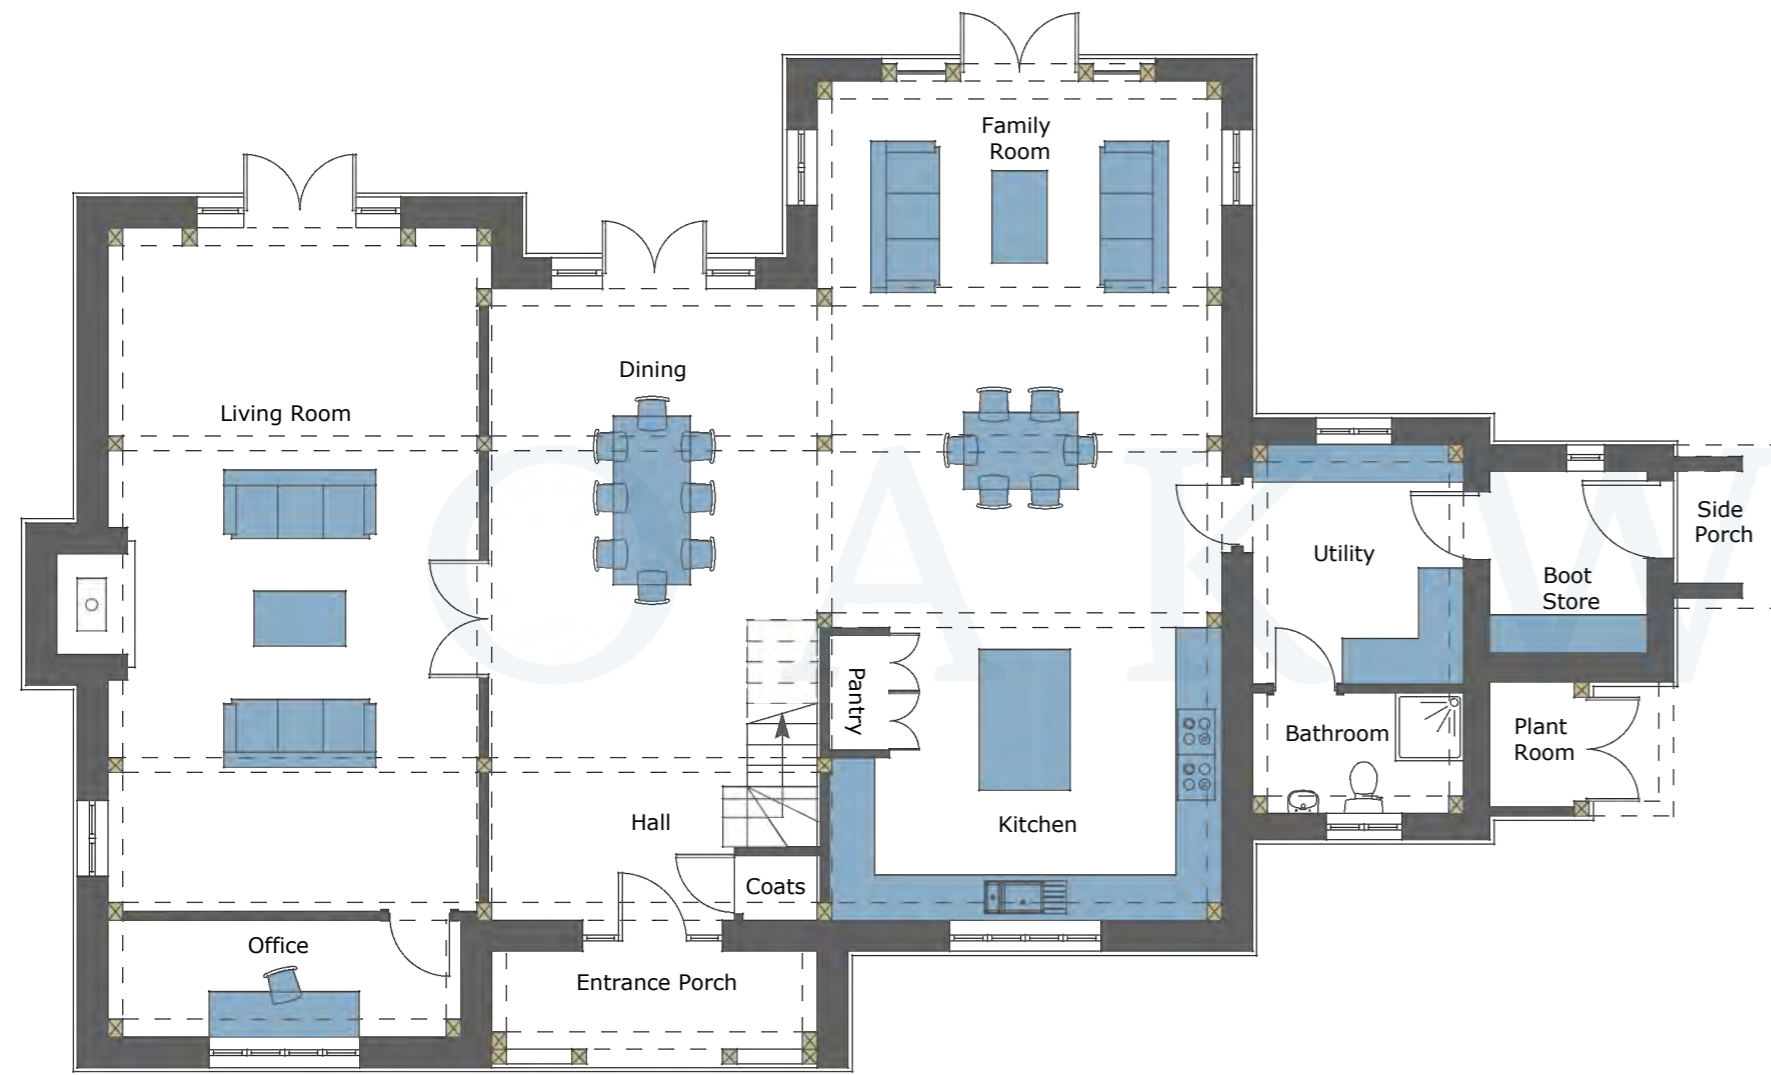 Family
Room
Dining
Living Room
Side
Porch
Utility
Boot
Store
Pantry
Plant
Room
Bathroom
Hall
Kitchen
Coats
Office
Entrance Porch
OAKW